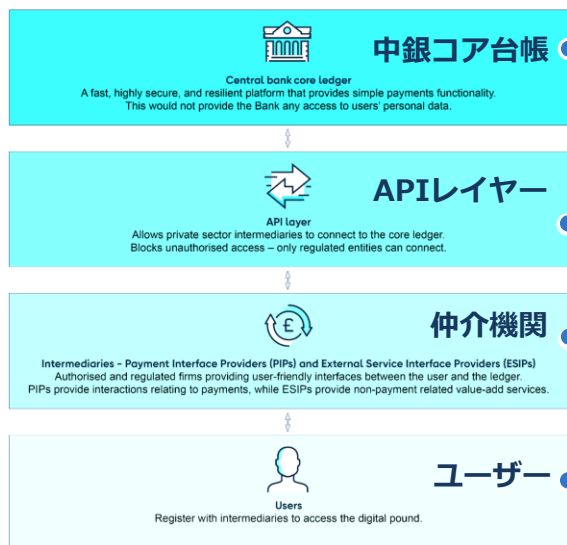 中銀コア台帳
Central bank core ledger
A fast, highly secure, and resilient platform that provides simple payments functionality.
This would not provide the Bank any access to users' personal data.
APIレイヤー
API layer
Allows private sector intermediaries to connect to the core ledger.
Blocks unauthorised access – only regulated entities can connect.
£
仲介機関
Intermediaries - Payment Interface Providers (PIPs) and External Service Interface Providers (ESIPs)
Authorised and regulated firms providing user-friendly interfaces between the user and the ledger.
PIPs provide interactions relating to payments, while ESIPs provide non-payment related value-add services.
ユーザー
Users
Register with intermediaries to access the digital pound.